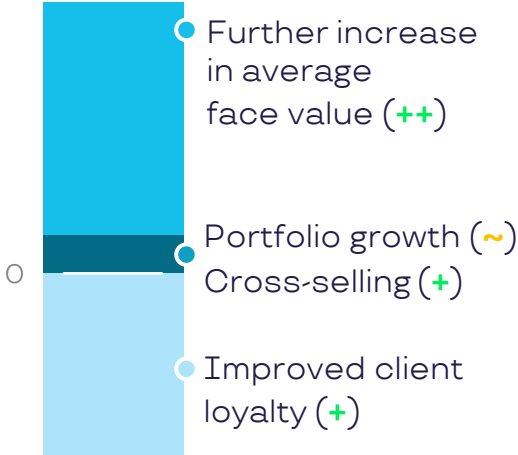 Further increase
in average
face value (++)
Portfolio growth (~)
0
Cross-selling (+)
Improved client
loyalty (+)